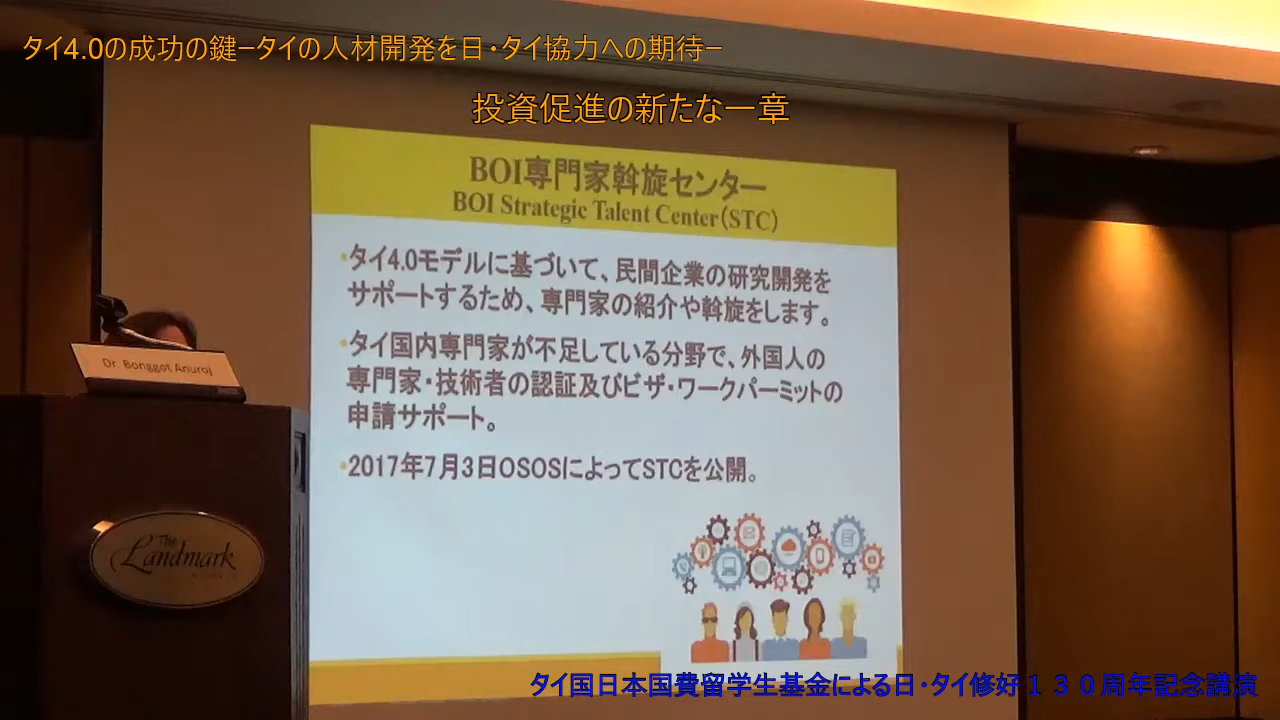 タイ4.0の成功の鍵−タイの人材開発を日・タイ協力への期待−
投資促進の新たな一章
BOI専門家斡旋センター
BOI Strategic Talent Center(STC)
•タイ4.0モデルに基づいて、民間企業の研究開発を
サポートするため、専門家の紹介や斡旋をします。
•タイ国内専門家が不足している分野で、外国人の
専門家・技術者の認証及びビザ・ワークパーミットの
申請サポート。
•2017年7月3日OSOSによってSTCを公開。
Dr. Bonggot Anuroj
The
Landmark
タイ国日本国費留学生基金による日・タイ修好１３０周年記念講演